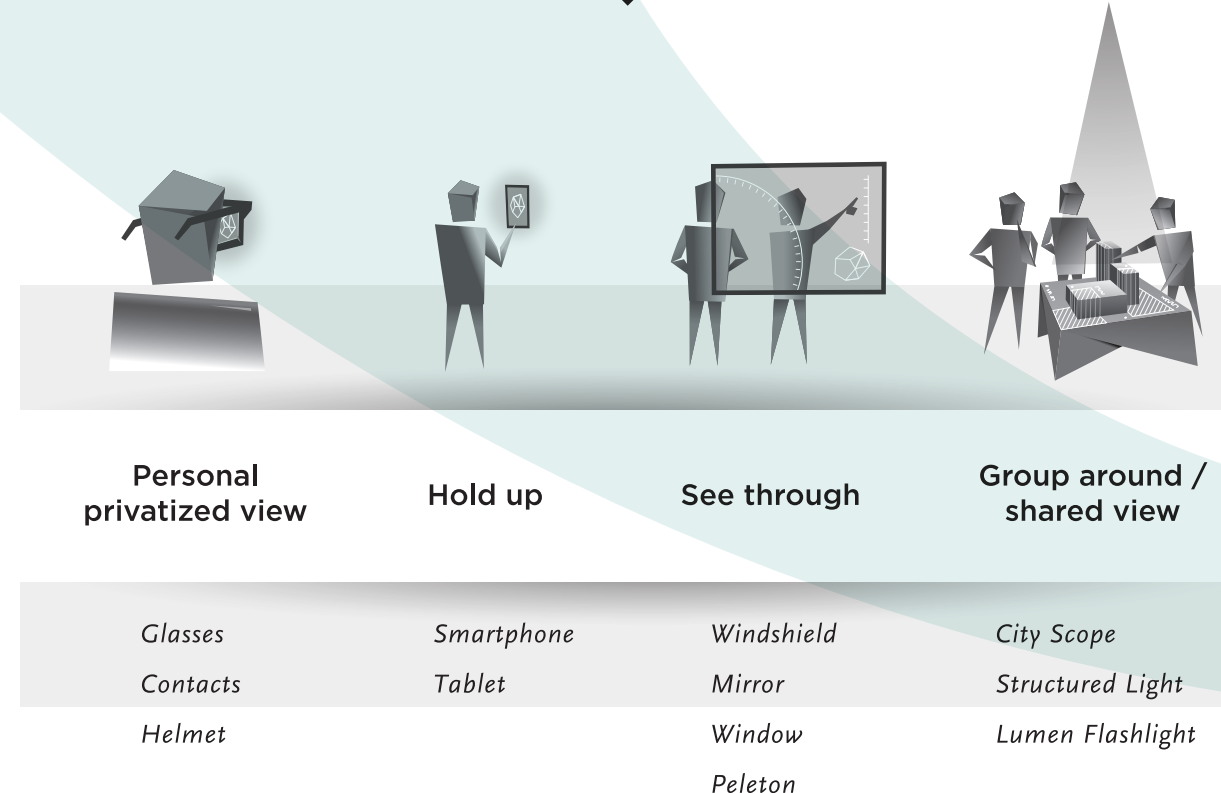 Personal
privatized view
Hold up
See through
Group around /
shared view
Glasses
Contacts
Helmet
Smartphone
Tablet
Windshield
Mirror
Window
Peleton
City Scope
Structured Light
Lumen Flashlight